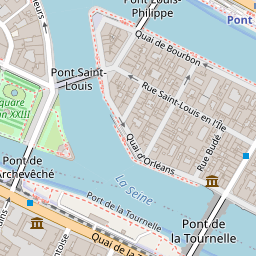 Pont Louis-
Philippe
Quai de Bourbon
Pont
Pont Saint-
Louis
Rue Saint-Louis en l'Île
Square
XXIII
Quai d'Orléans
Rue Budé
Pont de
l'Archevêché
La Seine
Port de la Tournelle
Pont de
la Tournelle
Quai de la